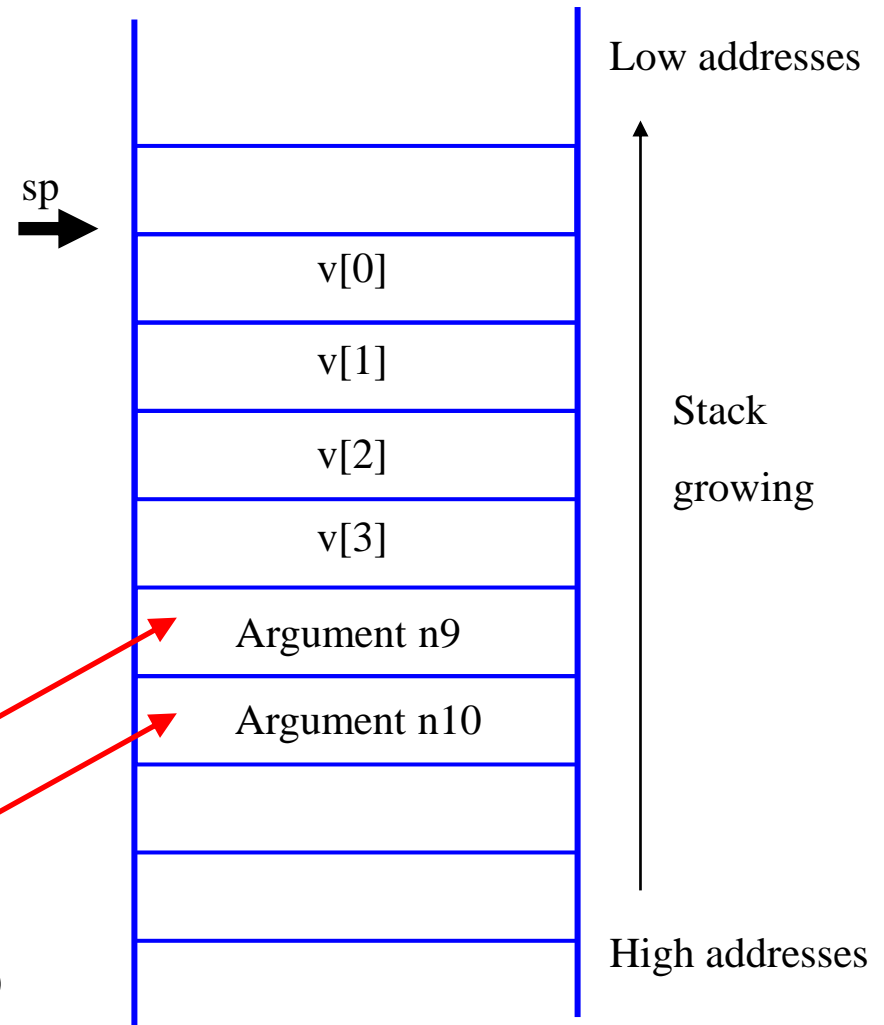 Low addresses
sp
v[0]
v[1]
v[2]
Stack
growing
v[3]
Argument n9
Argument n10
High addresses
)